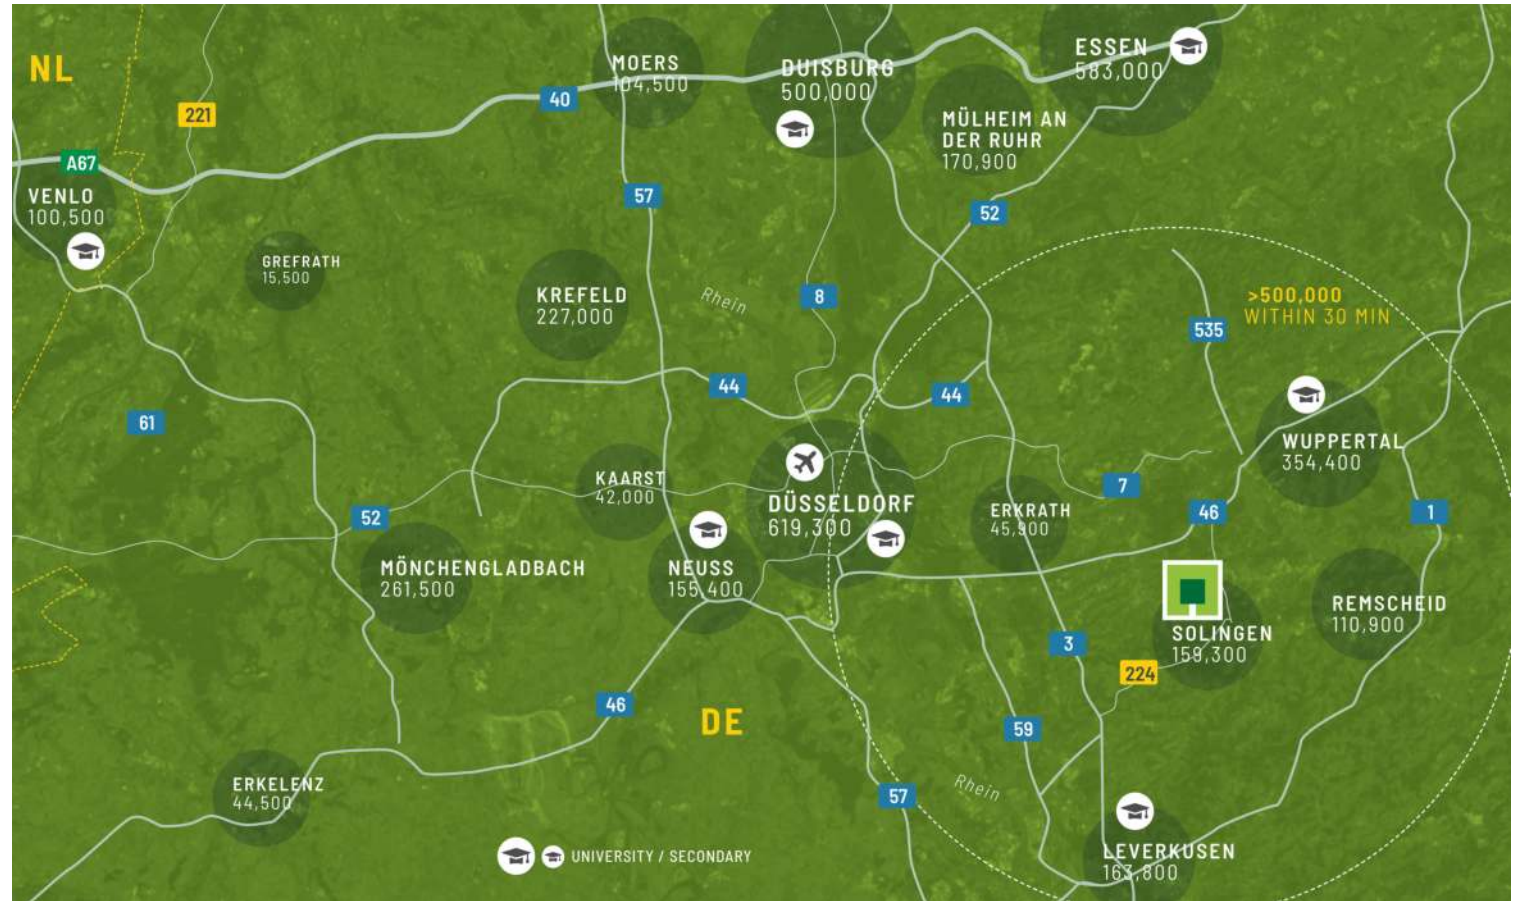 NL
221
40
A67
VENLO
100,500
MOERS
104,500
DUISBURG
500,000
ESSEN
583,000
MÜLHEIM AN
DER RUHR
170,900
57
52
GREFRATH
15,500
KREFELD
227,000
Rhein
8
>500,000
WITHIN 30 MIN
535
44
44
61
WUPPERTAL
354,400
KAARST
42,000
DÜSSELDORF
619,300
ERKRATH
45,900
7
46
1
52
MÖNCHENGLADBACH
261,500
NEUSS
155,400
REMSCHEID
110,900
SOLINGEN
159,300
3
224
46
DE
59
ERKELENZ
44,500
57
Rhein
LEVERKUSEN
163,800
UNIVERSITY / SECONDARY